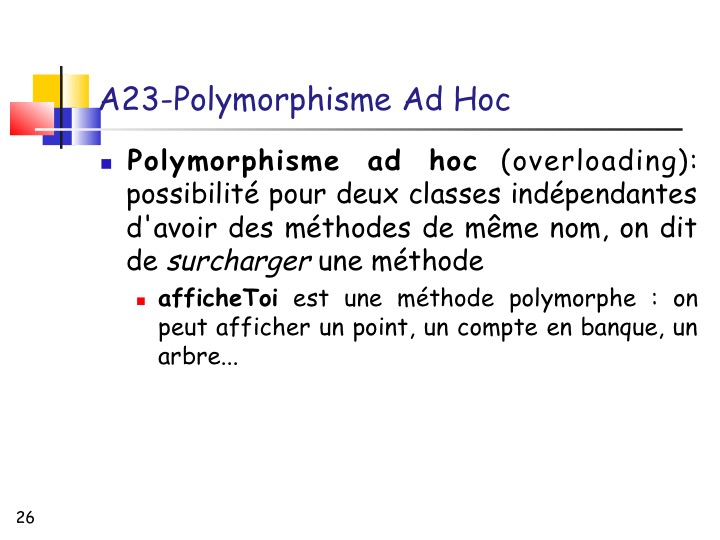 A23-Polymorphisme Ad Hoc
Polymorphisme ad hoc (overloading):
possibilité pour deux classes indépendantes
d'avoir des méthodes de même nom, on dit
de surcharger une méthode
afficheToi est une méthode polymorphe : on
peut afficher un point, un compte en banque, un
arbre...
26